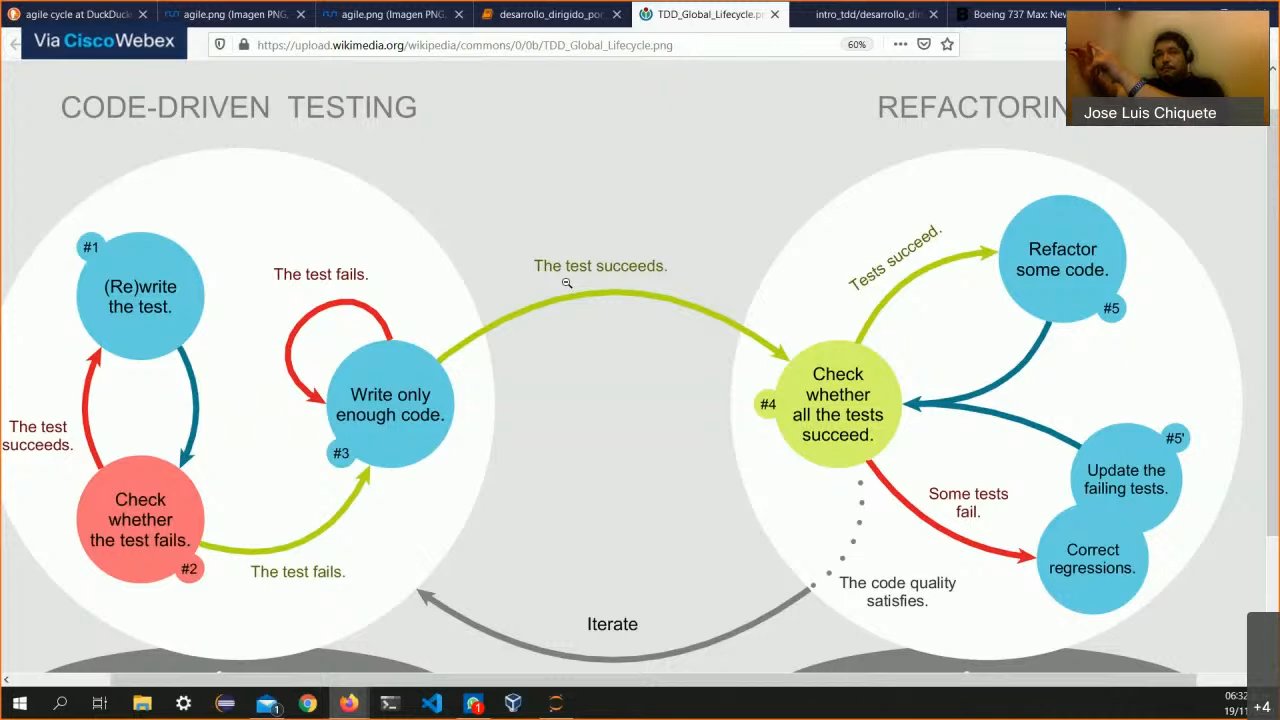 agile cycle at DuckDuck
agile.png (Imagen PNG,
agile.png (Imagen PNG,
desarrollo_dirigido_po
TDD_Global_Lifecycle.p
intro_tdd/desarrollo_di
Boeing 737 Max: Nev
Via CiscoWebex
https://upload.wikimedia.org/wikipedia/commons/0/0b/TDD_Global_Lifecycle.png
60%
Jose Luis Chiquete
CODE-DRIVEN TESTING
REFACTORIN
#1
(Re)write
the test.
The test fails.
The test succeeds.
Tests succeed.
Refactor
some code.
#5
Write only
enough code.
#3
Check
whether
all the tests
succeed.
#4
The test
succeeds.
Check
whether
the test fails.
#2
The test fails.
#5'
Update the
failing tests.
Some tests
fail.
Correct
regressions.
The code quality
satisfies.
Iterate
1
1
06:32
19/11
+4